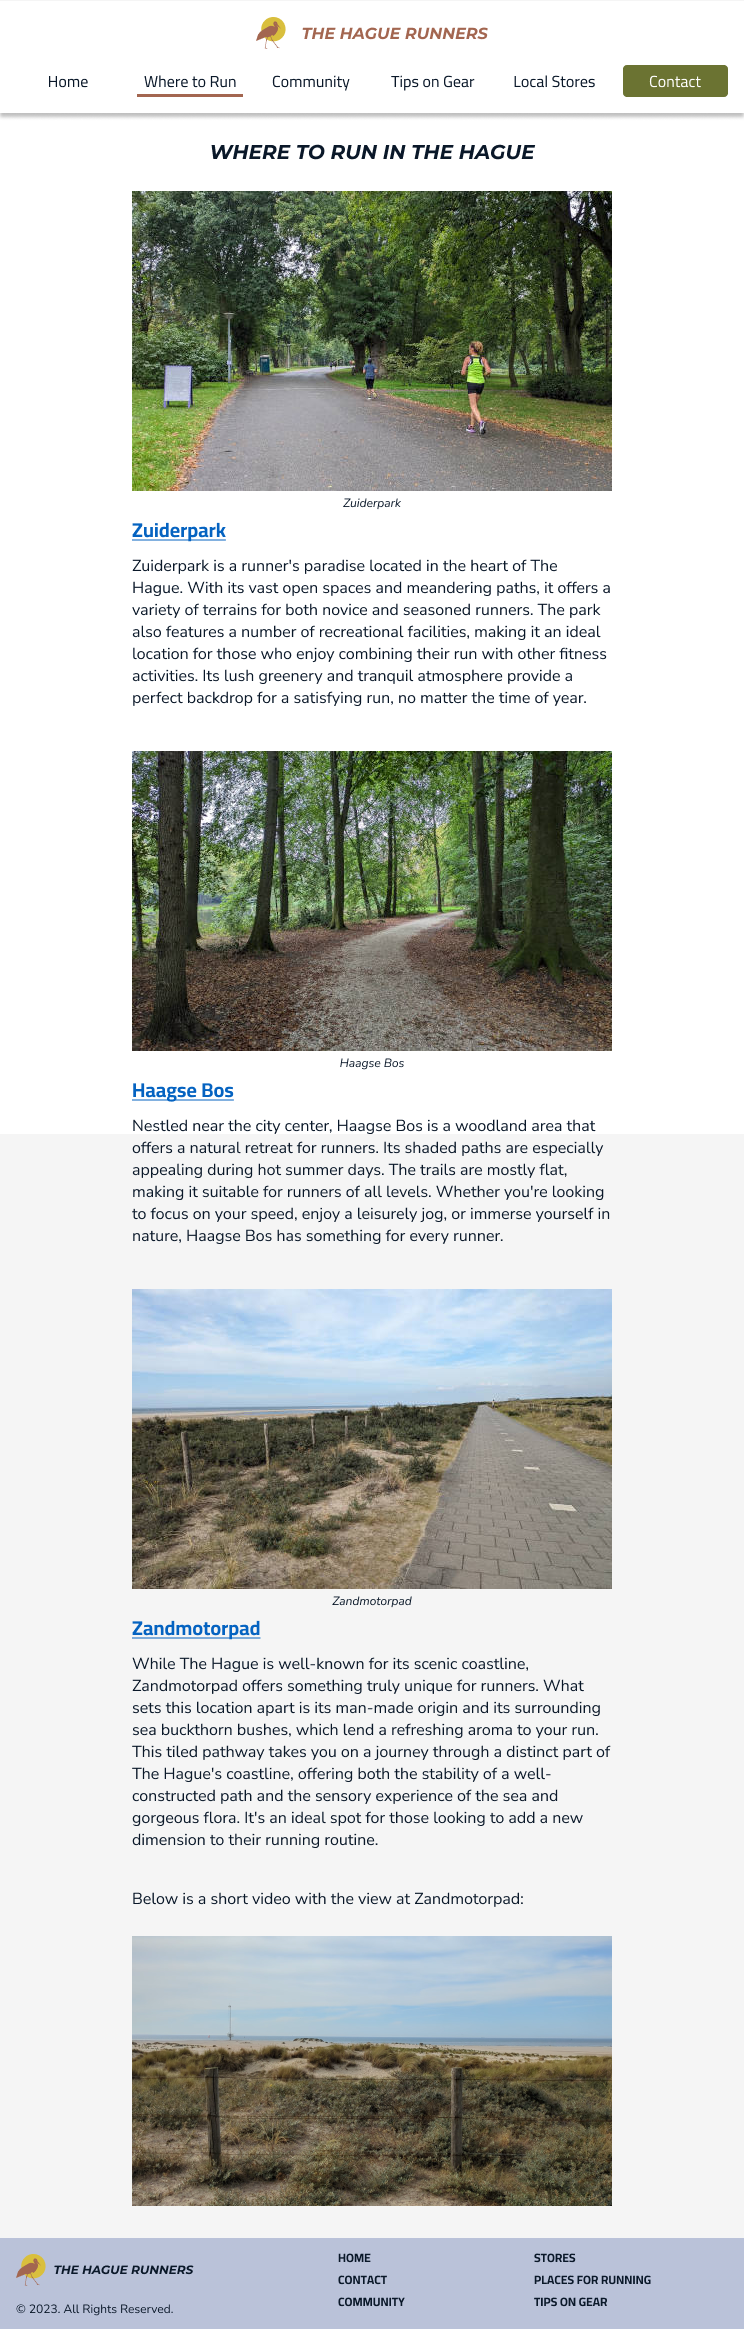 THE HAGUE RUNNERS
Home Where to Run Community Tips on Gear Local Stores Contact
WHERE TO RUN IN THE HAGUE
Zuiderpark
Zuiderpark
Zuiderpark is a runner's paradise located in the heart of The
Hague. With its vast open spaces and meandering paths, it offers a
variety of terrains for both novice and seasoned runners. The park
also features a number of recreational facilities, making it an ideal
location for those who enjoy combining their run with other fitness
activities. Its lush greenery and tranquil atmosphere provide a
perfect backdrop for a satisfying run, no matter the time of year.
Haagse Bos
Haagse Bos
Nestled near the city center, Haagse Bos is a woodland area that
offers a natural retreat for runners. Its shaded paths are especially
appealing during hot summer days. The trails are mostly flat,
making it suitable for runners of all levels. Whether you're looking
to focus on your speed, enjoy a leisurely jog, or immerse yourself in
nature, Haagse Bos has something for every runner.
Zandmotorpad
Zandmotorpad
While The Hague is well-known for its scenic coastline,
Zandmotorpad offers something truly unique for runners. What
sets this location apart is its man-made origin and its surrounding
sea buckthorn bushes, which lend a refreshing aroma to your run.
This tiled pathway takes you on a journey through a distinct part of
The Hague's coastline, offering both the stability of a well-
constructed path and the sensory experience of the sea and
gorgeous flora. It's an ideal spot for those looking to add a new
dimension to their running routine.
Below is a short video with the view at Zandmotorpad:
THE HAGUE RUNNERS
© 2023. All Rights Reserved.
HOME
CONTACT
COMMUNITY
STORES
PLACES FOR RUNNING
TIPS ON GEAR